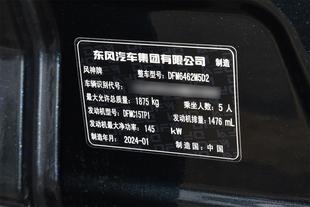 东风汽车集团有限公司 制造
风神牌 整车型号: DFM6462M5D2
车辆识别代号:
最大允许总质量: 1875 kg 乘坐人数: 5 人
发动机型号: DFMC15TP1 发动机排量: 1476 mL
发动机最大净功率: 145 kW
制造年月: 2024-01 制造国: 中国